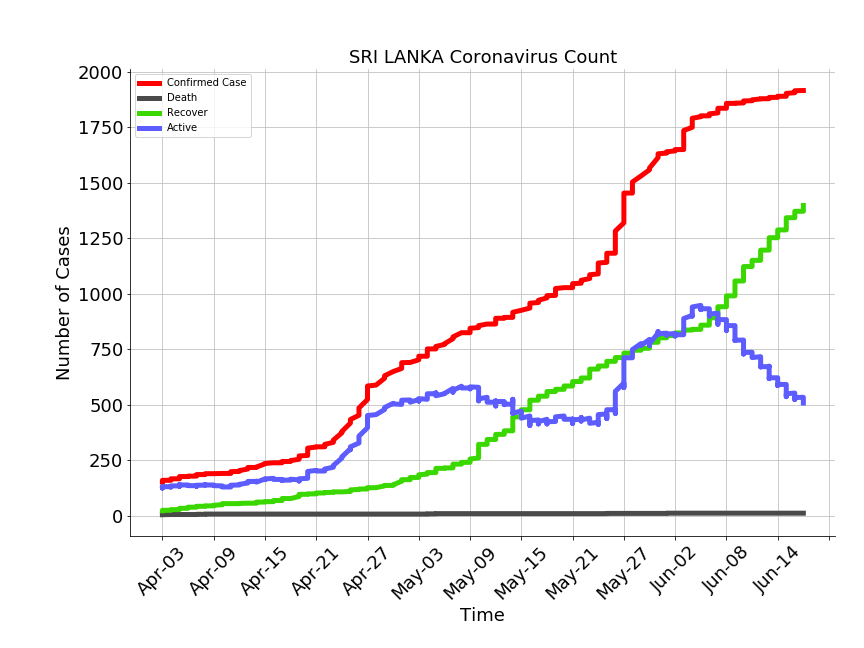 SRI LANKA Coronavirus Count
Confirmed Case
Death
Recover
Active
Number of Cases
2000
1750
1500
1250
1000
750
500
250
0
Apr-03
Apr-09
Apr-15
Apr-21
Apr-27
May-03
May-09
May-15
May-21
May-27
Jun-02
Jun-08
Jun-14
Time